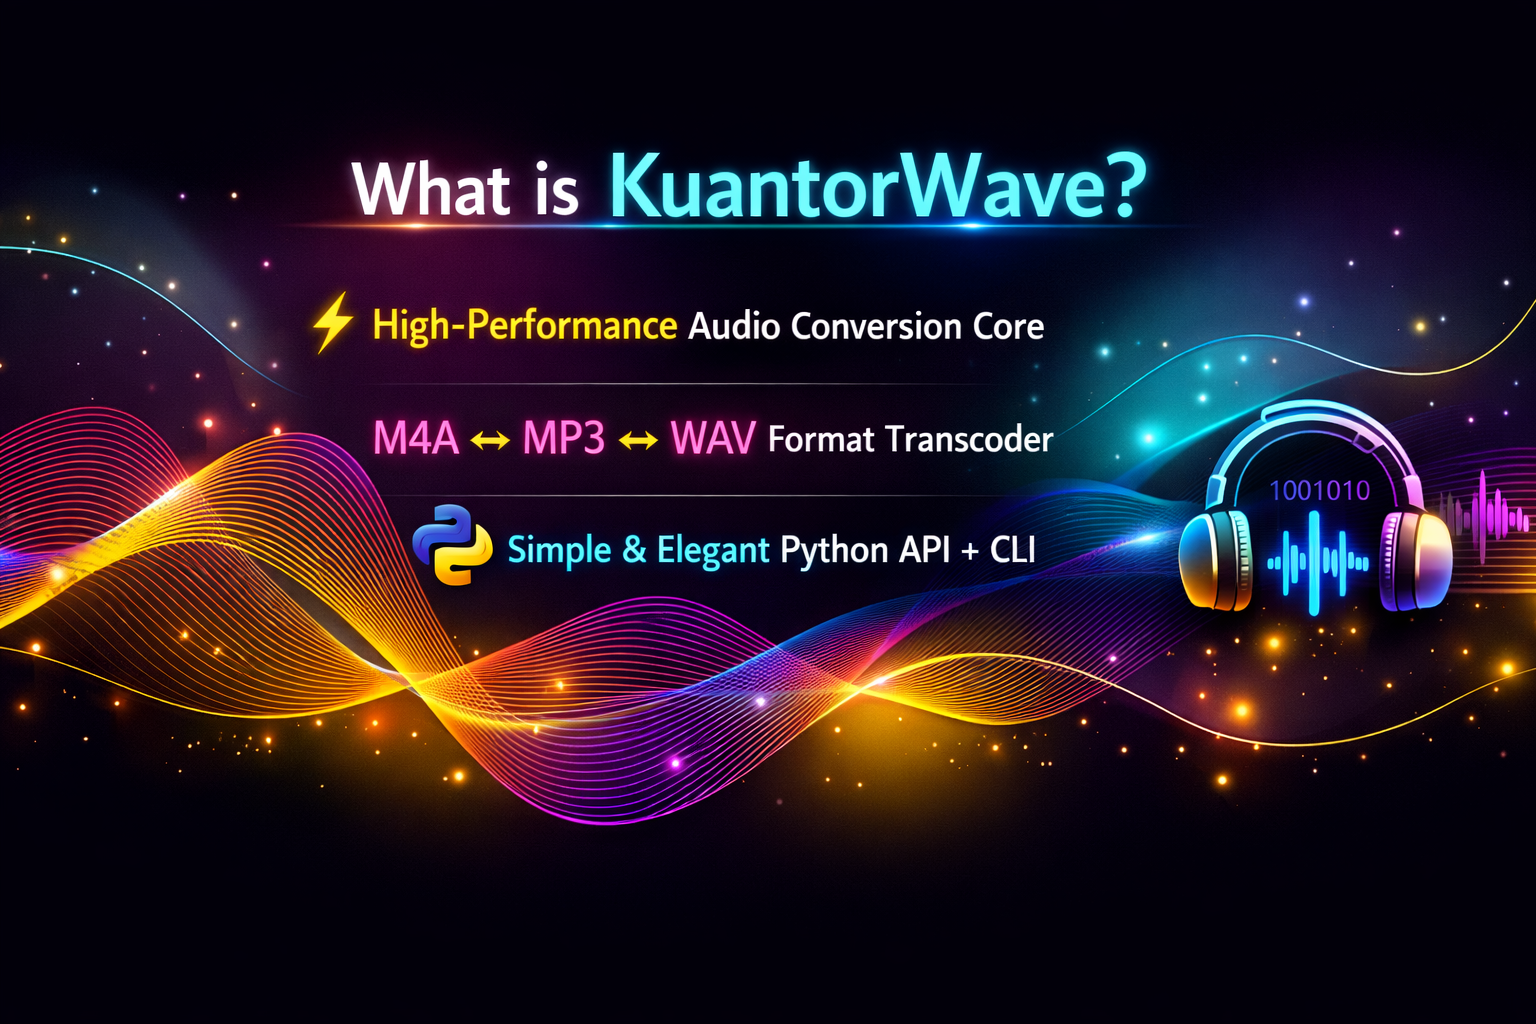 What is KuantorWave?
High-Performance Audio Conversion Core
M4A ↔ MP3 ↔ WAV Format Transcoder
Simple & Elegant Python API + CLI
1001010